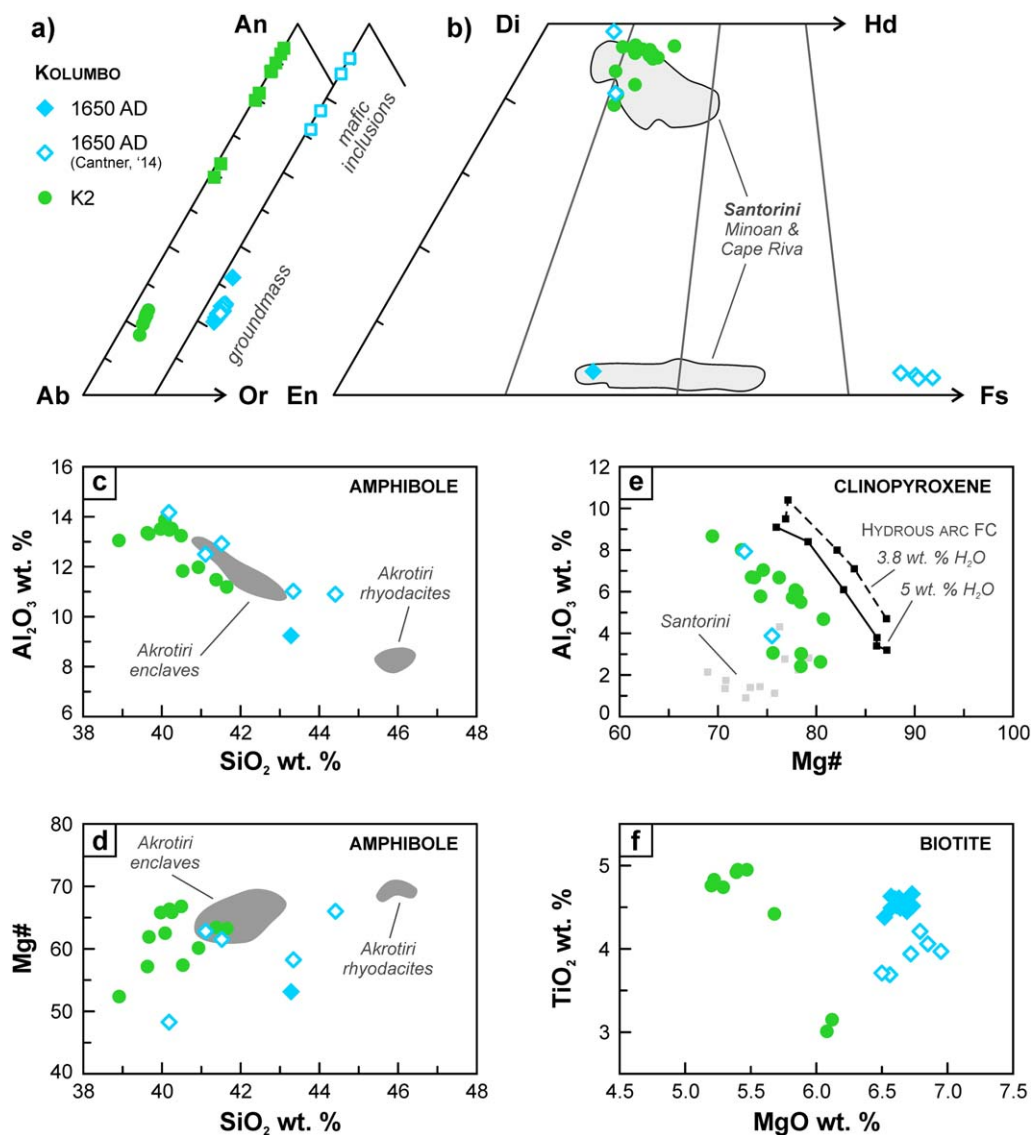 a)
KOLUMBO
1650 AD
1650 AD
(Cantner, ‘14)
K2
An
Ab
Or
mafic
inclusions
groundmass
b)
Di
Hd
En
Fs
Santorini
Minoan &
Cape Riva
c
AMPHIBOLE
Al2O3 wt. %
16
14
12
10
8
6
Akrotiri
enclaves
Akrotiri
rhyodacites
38 40 42 44 46 48
SiO2 wt. %
e
CLINOPYROXENE
Al2O3 wt. %
12
10
8
6
4
2
0
HYDROUS ARC FC
3.8 wt. % H2O
5 wt. % H2O
Santorini
60 70 80 90 100
Mg#
d
AMPHIBOLE
Mg#
80
70
60
50
40
Akrotiri
enclaves
Akrotiri
rhyodacites
38 40 42 44 46 48
SiO2 wt. %
f
BIOTITE
TiO2 wt. %
5
4
3
4.5 5.0 5.5 6.0 6.5 7.0 7.5
MgO wt. %